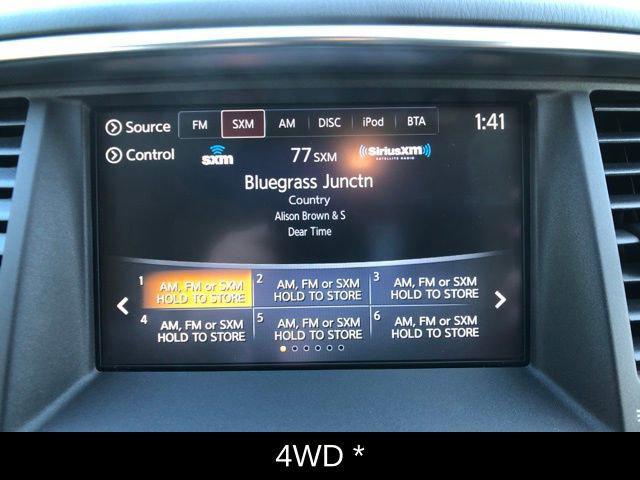 Source FM SXM AM DISC iPod BTA 1:41
Control sxm 77 SXM ((SiriusXM))
SATELLITE RADIO
Bluegrass Junctn
Country
Alison Brown & S
Dear Time
1 AM, FM or SXM 2 AM, FM or SXM 3 AM, FM or SXM
HOLD TO STORE HOLD TO STORE HOLD TO STORE
4 AM, FM or SXM 5 AM, FM or SXM 6 AM, FM or SXM
HOLD TO STORE HOLD TO STORE HOLD TO STORE
4WD *